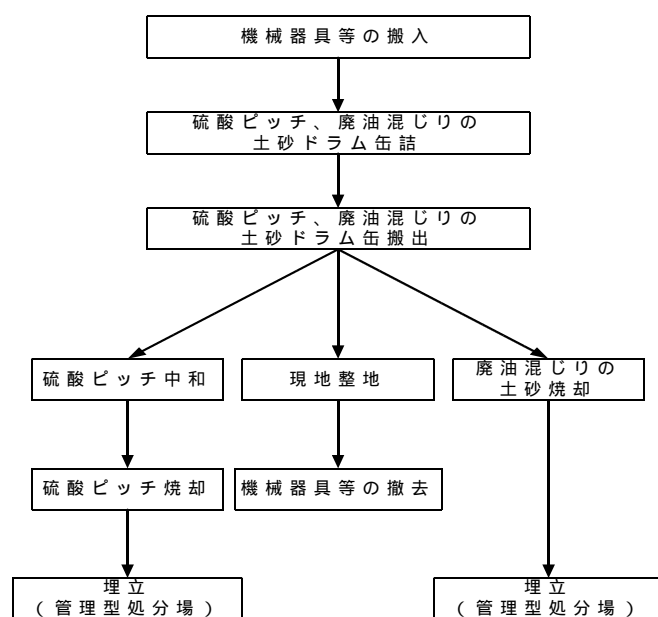 機械器具等の搬入
硫酸ピッチ、廃油混じりの
土砂ドラム缶詰
硫酸ピッチ、廃油混じりの
土砂ドラム缶搬出
硫酸ピッチ中和
現地整地
廃油混じりの
土砂焼却
硫酸ピッチ焼却
機械器具等の撤去
埋立
(管理型処分場)
埋立
(管理型処分場)